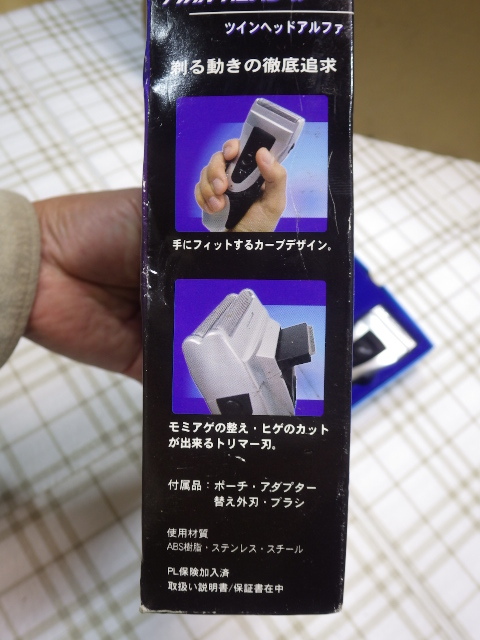 ツインヘッドアルファ
剃る動きの徹底追求
手にフィットするカーブデザイン。
モミアゲの整え・ヒゲのカット
が出来るトリマー刃。
付属品：ポーチ・アダプター
替え外刃・ブラシ
使用材質
ABS樹脂・ステンレス・スチール
PL保険加入済
取扱い説明書/保証書在中